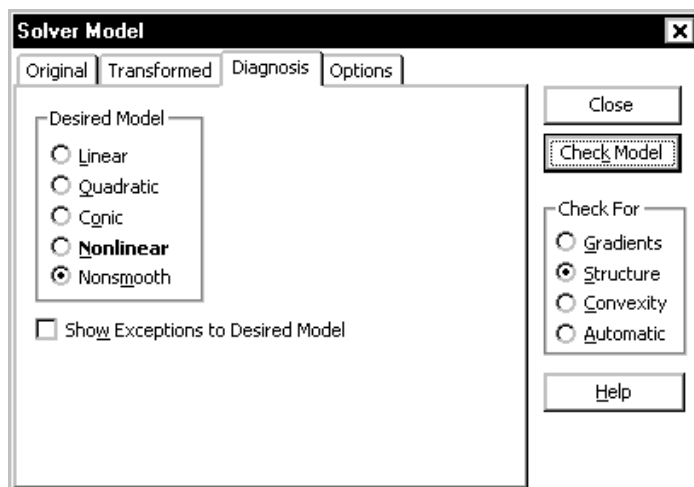 Solver Model
Original Transformed Diagnosis Options
Desired Model
Linear
Quadratic
Conic
Nonlinear
Nonsmooth
Show Exceptions to Desired Model
Close
Check Model
Check For
Gradients
Structure
Convexity
Automatic
Help